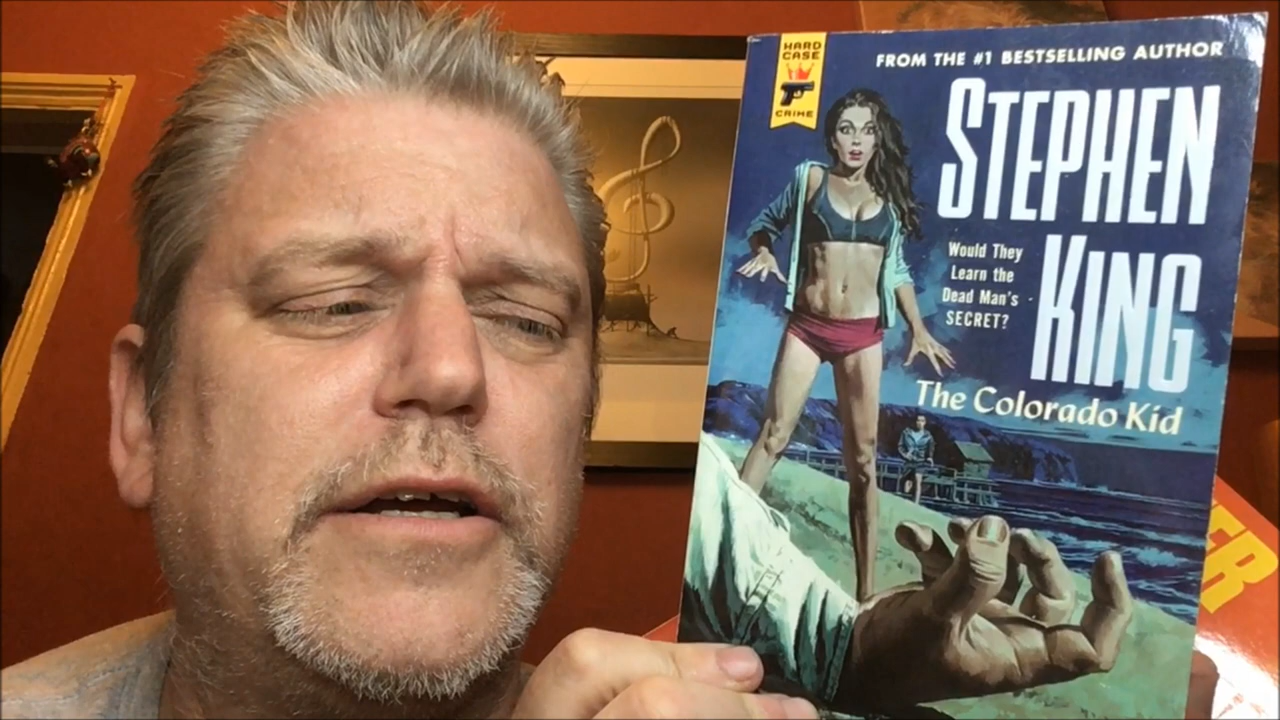 HARD
CASE
CRIME
FROM THE #1 BESTSELLING AUTHOR
STEPHEN
KING
Would They
Learn the
Dead Man's
SECRET?
The Colorado Kid
ER